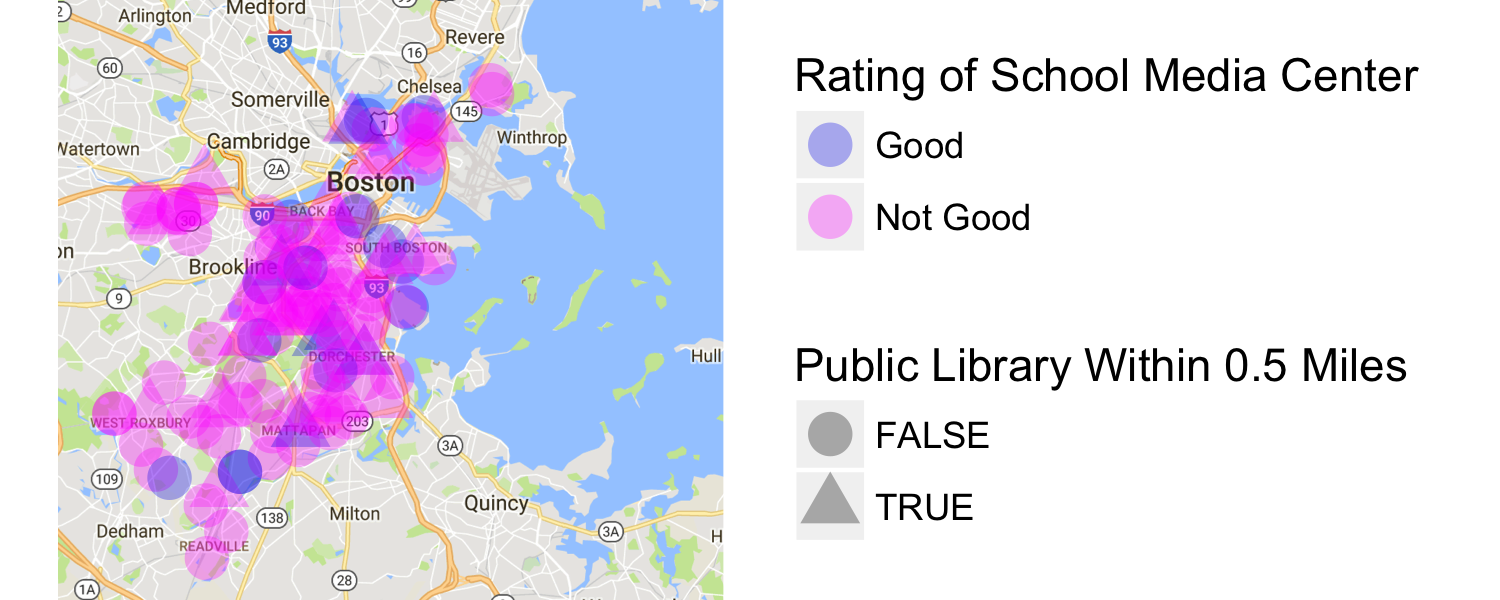 2
Arlington
Medford
99
Revere
93
16
60
Chelsea
Somerville
145
1
Cambridge
Winthrop
Watertown
2A
Boston
90
BACK BAY
30
SOUTH BOSTON
Brookline
93
9
DORCHESTER
Hull
WEST ROXBURY
203
MATTAPAN
3A
109
Quincy
Milton
138
Dedham
3A
READVILLE
28
1A
Rating of School Media Center
Good
Not Good
Public Library Within 0.5 Miles
FALSE
TRUE